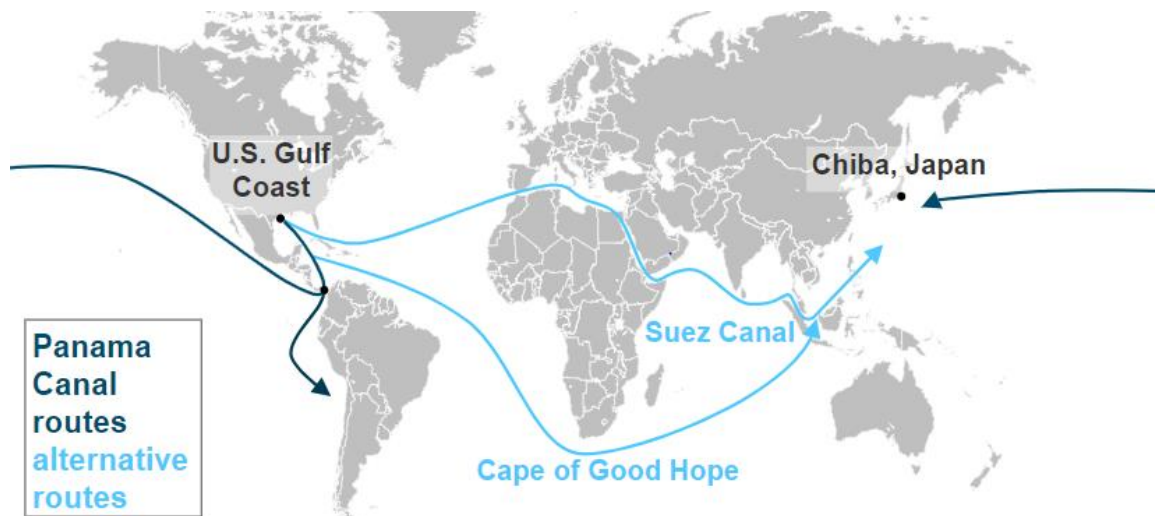 U.S. Gulf
Coast
Chiba, Japan
Suez Canal
Cape of Good Hope
Panama
Canal
routes
alternative
routes